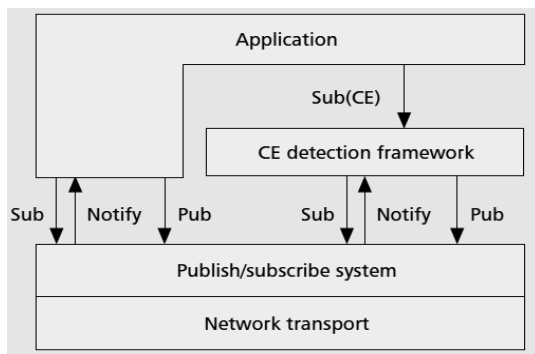 Application
Sub(CE)
CE detection framework
Sub Notify Pub Sub Notify Pub
Publish/subscribe system
Network transport